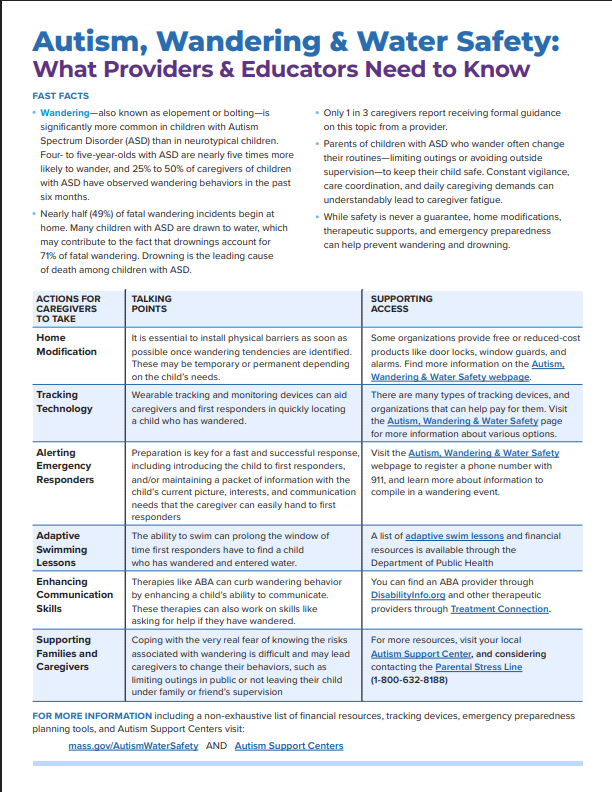 Autism, Wandering & Water Safety:
What Providers & Educators Need to Know
FAST FACTS
• Wandering—also known as elopement or bolting—is
significantly more common in children with Autism
Spectrum Disorder (ASD) than in neurotypical children.
Four- to five-year-olds with ASD are nearly five times more
likely to wander, and 25% to 50% of caregivers of children
with ASD have observed wandering behaviors in the past
six months.
• Nearly half (49%) of fatal wandering incidents begin at
home. Many children with ASD are drawn to water, which
may contribute to the fact that drownings account for
71% of fatal wandering. Drowning is the leading cause
of death among children with ASD.
• Only 1 in 3 caregivers report receiving formal guidance
on this topic from a provider.
• Parents of children with ASD who wander often change
their routines—limiting outings or avoiding outside
supervision—to keep their child safe. Constant vigilance,
care coordination, and daily caregiving demands can
understandably lead to caregiver fatigue.
• While safety is never a guarantee, home modifications,
therapeutic supports, and emergency preparedness
can help prevent wandering and drowning.
ACTIONS FOR
CAREGIVERS
TO TAKE
TALKING
POINTS
SUPPORTING
ACCESS
Home
Modification
It is essential to install physical barriers as soon as
possible once wandering tendencies are identified.
These may be temporary or permanent depending
on the child's needs.
Some organizations provide free or reduced-cost
products like door locks, window guards, and
alarms. Find more information on the Autism,
Wandering & Water Safety webpage.
Tracking
Technology
Wearable tracking and monitoring devices can aid
caregivers and first responders in quickly locating
a child who has wandered.
There are many types of tracking devices, and
organizations that can help pay for them. Visit
the Autism, Wandering & Water Safety page
for more information about various options.
Alerting
Emergency
Responders
Preparation is key for a fast and successful response,
including introducing the child to first responders,
and/or maintaining a packet of information with the
child's current picture, interests, and communication
needs that the caregiver can easily hand to first
responders
Visit the Autism, Wandering & Water Safety
webpage to register a phone number with
911, and learn more about information to
compile in a wandering event.
Adaptive
Swimming
Lessons
The ability to swim can prolong the window of
time first responders have to find a child
who has wandered and entered water.
A list of adaptive swim lessons and financial
resources is available through the
Department of Public Health
Enhancing
Communication
Skills
Therapies like ABA can curb wandering behavior
by enhancing a child's ability to communicate.
These therapies can also work on skills like
asking for help if they have wandered.
You can find an ABA provider through
DisabilityInfo.org and other therapeutic
providers through Treatment Connection.
Supporting
Families and
Caregivers
Coping with the very real fear of knowing the risks
associated with wandering is difficult and may lead
caregivers to change their behaviors, such as
limiting outings in public or not leaving their child
under family or friend's supervision
For more resources, visit your local
Autism Support Center, and considering
contacting the Parental Stress Line
(1-800-632-8188)
FOR MORE INFORMATION including a non-exhaustive list of financial resources, tracking devices, emergency preparedness
planning tools, and Autism Support Centers visit:
mass.gov/AutismWaterSafety AND Autism Support Centers